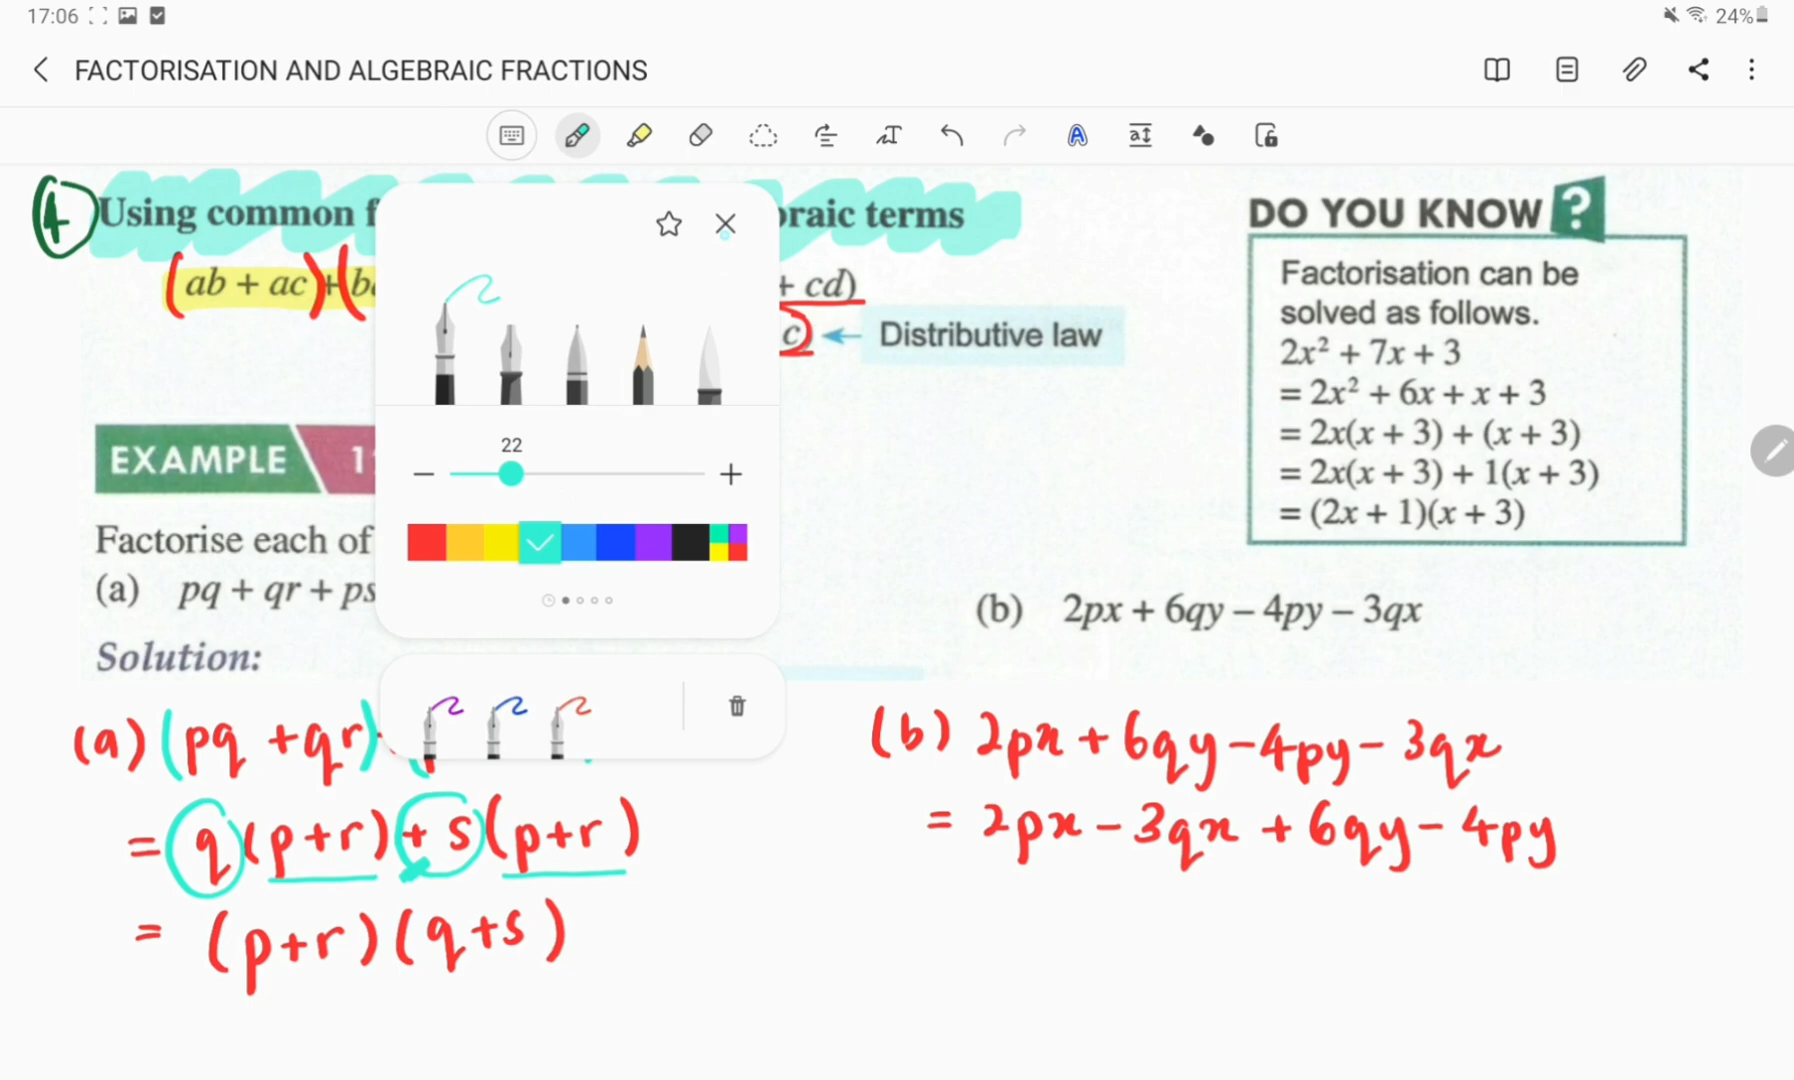 17:06
24%
FACTORISATION AND ALGEBRAIC FRACTIONS
4 Using common
terms
(ab + ac) + (b
+ cd)
c) ← Distributive law
DO YOU KNOW ?
Factorisation can be
solved as follows.
2x² + 7x + 3
= 2x² + 6x + x + 3
= 2x(x + 3) + (x + 3)
= 2x(x + 3) + 1(x + 3)
= (2x + 1)(x + 3)
22
EXAMPLE
Factorise each of
(a) pq + qr + ps
(b) 2px + 6qy – 4py – 3qx
Solution:
(a) (pq + qr)
= q(p+r) + s(p+r)
= (p+r)(q+s)
(b) 2px + 6qy – 4py – 3qx
= 2px – 3qx + 6qy – 4py